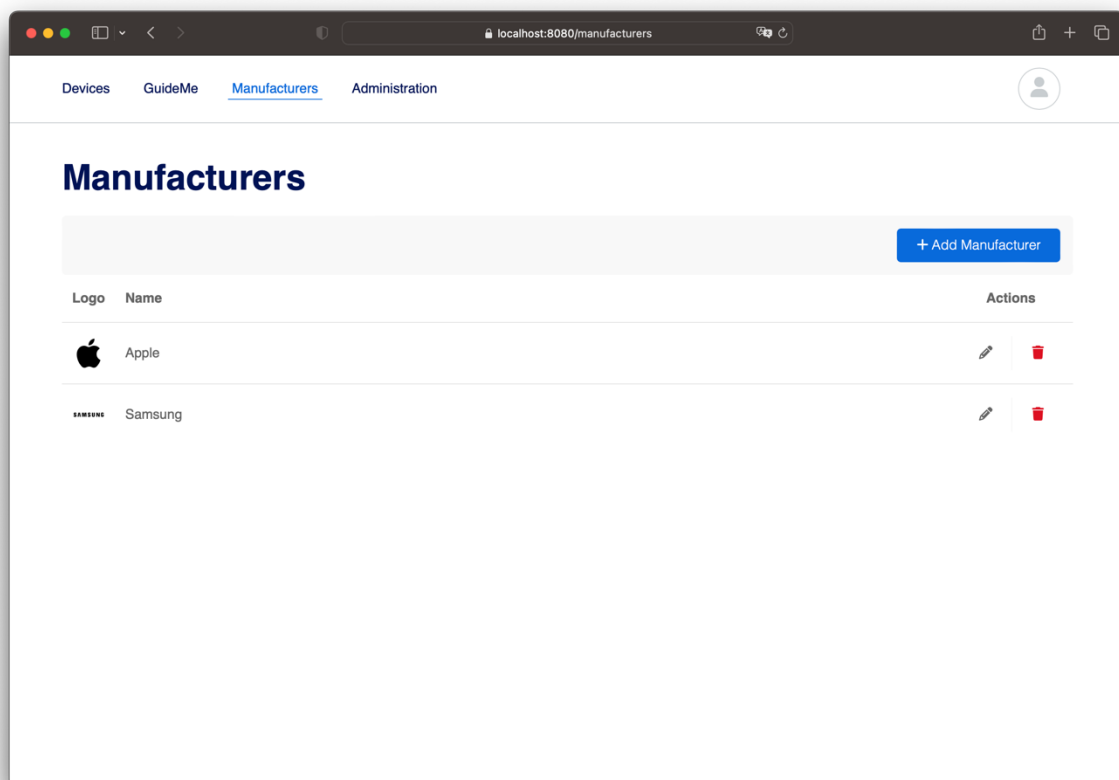 localhost:8080/manufacturers
Devices GuideMe Manufacturers Administration
Manufacturers
+ Add Manufacturer
Logo Name Actions
Apple
SAMSUNG Samsung